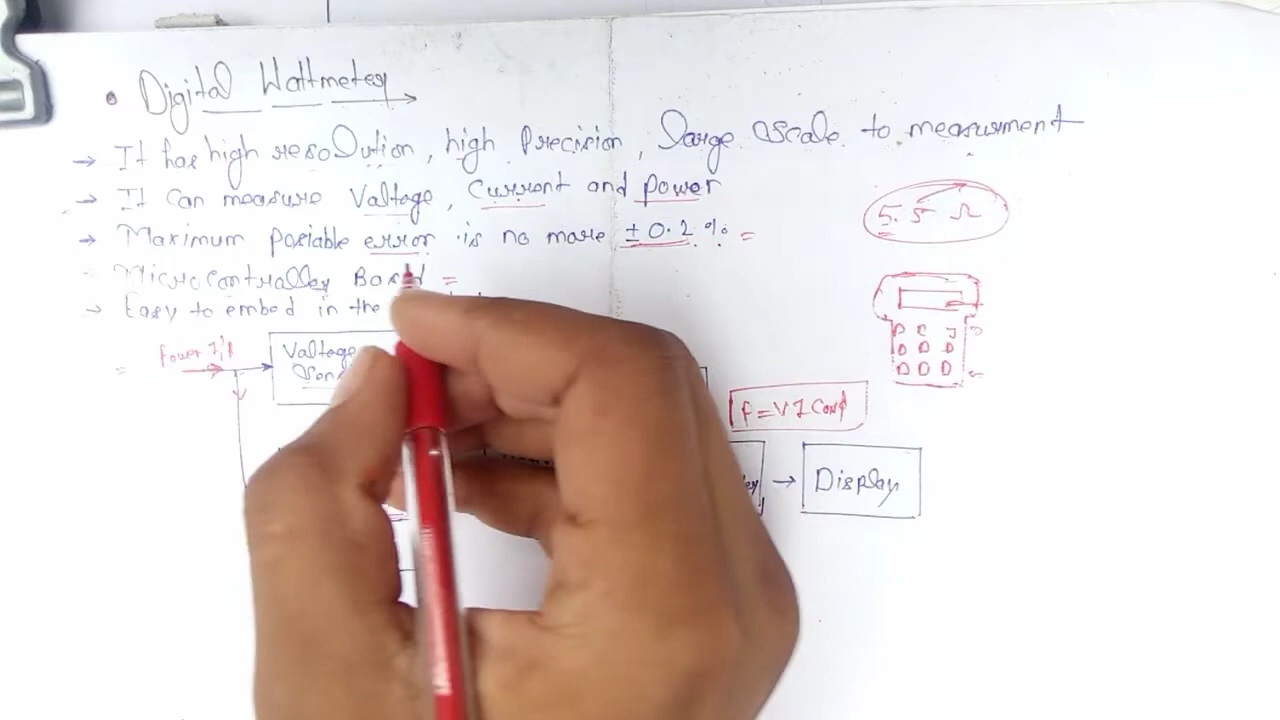 Digital Wattmeter
→ It has high resolution, high Precision, large Scale to measurment
→ It can measure Voltage, Current and power
5.5 Ω
→ Maximum posiable error is no more ±0.2 % =
Microcontroller Based =
→ Easy to embed in the
Power I/P
Voltage
P = VI Cosϕ
→ Display